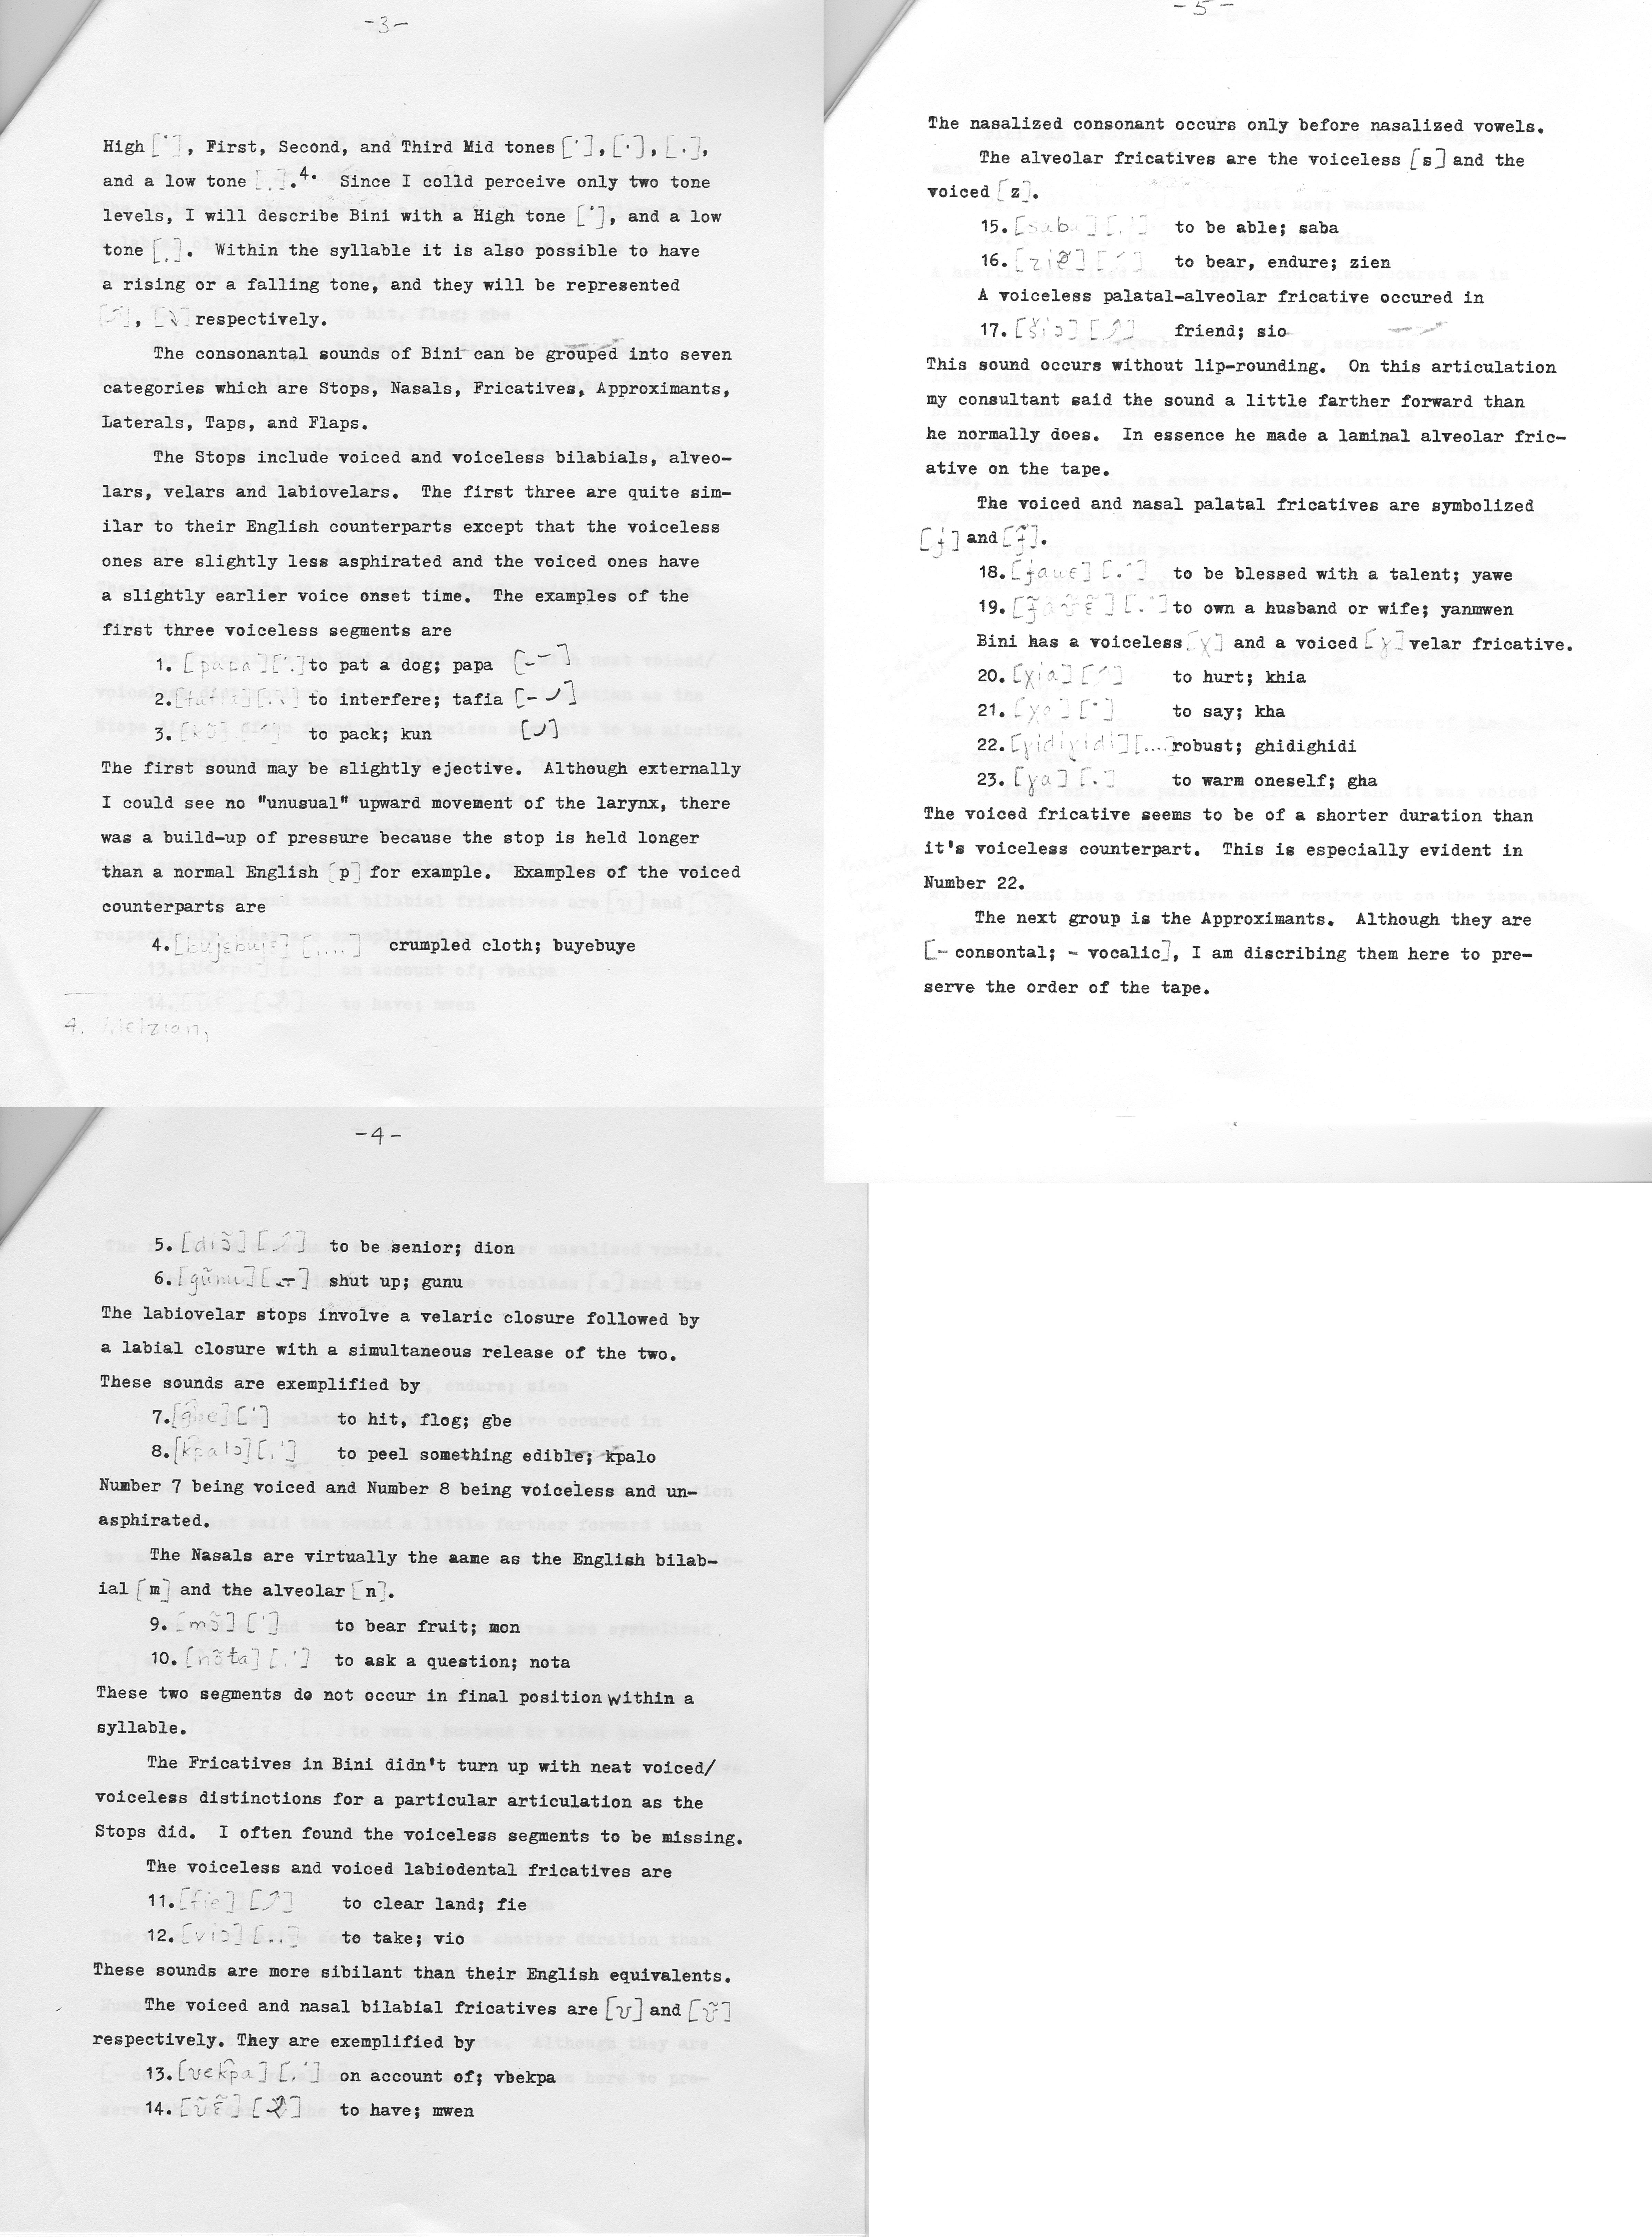 -3-
High [˙], First, Second, and Third Mid tones [˙], [·], [.],
and a low tone [.].4. Since I colld perceive only two tone
levels, I will describe Bini with a High tone [˙], and a low
tone [.]. Within the syllable it is also possible to have
a rising or a falling tone, and they will be represented
respectively.
The consonantal sounds of Bini can be grouped into seven
categories which are Stops, Nasals, Fricatives, Approximants,
Laterals, Taps, and Flaps.
The Stops include voiced and voiceless bilabials, alveo-
lars, velars and labiovelars. The first three are quite sim-
ilar to their English counterparts except that the voiceless
ones are slightly less asphirated and the voiced ones have
a slightly earlier voice onset time. The examples of the
first three voiceless segments are
1. [papa] to pat a dog; papa
2. to interfere; tafia
3. to pack; kun
The first sound may be slightly ejective. Although externally
I could see no "unusual" upward movement of the larynx, there
was a build-up of pressure because the stop is held longer
than a normal English [p] for example. Examples of the voiced
counterparts are
4. [bujɛbujɛ] [....] crumpled cloth; buyebuye
4. Melzian,
-4-
5. [diɔ̃] to be senior; dion
6. [gũnu] shut up; gunu
The labiovelar stops involve a velaric closure followed by
a labial closure with a simultaneous release of the two.
These sounds are exemplified by
7. [˙] to hit, flog; gbe
8. [k͡palɔ] [.˙] to peel something edible; kpalo
Number 7 being voiced and Number 8 being voiceless and un-
asphirated.
The Nasals are virtually the aame as the English bilab-
ial [m] and the alveolar [n].
9. [mɔ̃] [˙] to bear fruit; mon
10. [nɔ̃ta] [.˙] to ask a question; nota
These two segments do not occur in final position within a
syllable.
The Fricatives in Bini didn't turn up with neat voiced/
voiceless distinctions for a particular articulation as the
Stops did. I often found the voiceless segments to be missing.
The voiceless and voiced labiodental fricatives are
11. [fie] to clear land; fie
12. [viɔ] [..] to take; vio
These sounds are more sibilant than their English equivalents.
The voiced and nasal bilabial fricatives are [ʋ] and [ʋ̃]
respectively. They are exemplified by
13. [ʋɛk͡pa] [.˙] on account of; vbekpa
14. [ʋ̃ɛ̃] to have; mwen
-5-
The nasalized consonant occurs only before nasalized vowels.
The alveolar fricatives are the voiceless [s] and the
voiced [z].
15. [saba] [.˙] to be able; saba
16. to bear, endure; zien
A voiceless palatal-alveolar fricative occured in
17. friend; sio
This sound occurs without lip-rounding. On this articulation
my consultant said the sound a little farther forward than
he normally does. In essence he made a laminal alveolar fric-
ative on the tape.
The voiced and nasal palatal fricatives are symbolized
[ʝ] and [ʝ̃].
18. [ʝaʋɛ] [.˙] to be blessed with a talent; yawe
19. [ʝ̃ãʋ̃ɛ̃] [.˙] to own a husband or wife; yanmwen
Bini has a voiceless [χ] and a voiced [ɣ] velar fricative.
20. [χia] to hurt; khia
21. [˙] to say; kha
22. [ɣidiɣidi] [....] robust; ghidighidi
23. [ɣa] [.] to warm oneself; gha
The voiced fricative seems to be of a shorter duration than
it's voiceless counterpart. This is especially evident in
Number 22.
The next group is the Approximants. Although they are
[- consontal; - vocalic], I am discribing them here to pre-
serve the order of the tape.